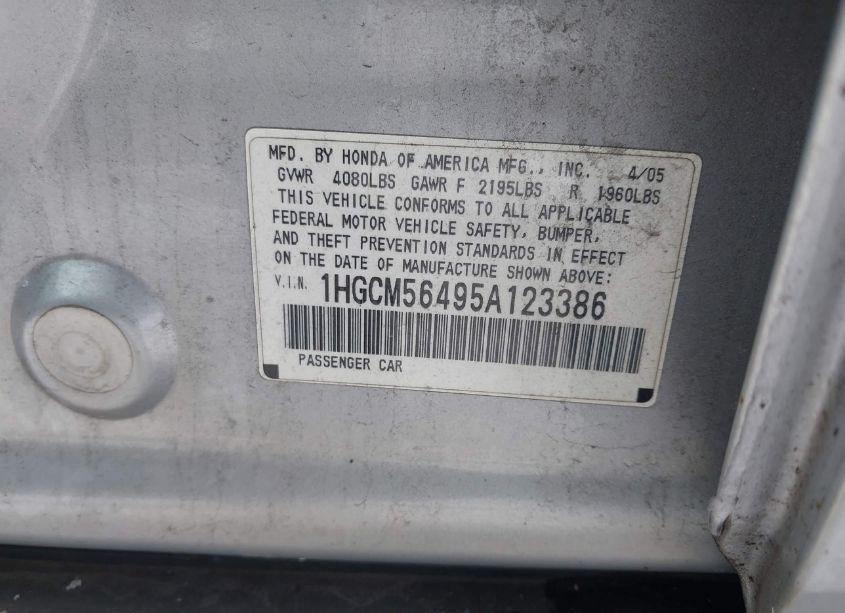 MFD. BY HONDA OF AMERICA MFG., INC. 4/05
GVWR 4080LBS GAWR F 2195LBS R 1960LBS
THIS VEHICLE CONFORMS TO ALL APPLICABLE
FEDERAL MOTOR VEHICLE SAFETY, BUMPER,
AND THEFT PREVENTION STANDARDS IN EFFECT
ON THE DATE OF MANUFACTURE SHOWN ABOVE:
V.I.N. 1HGCM56495A123386
PASSENGER CAR